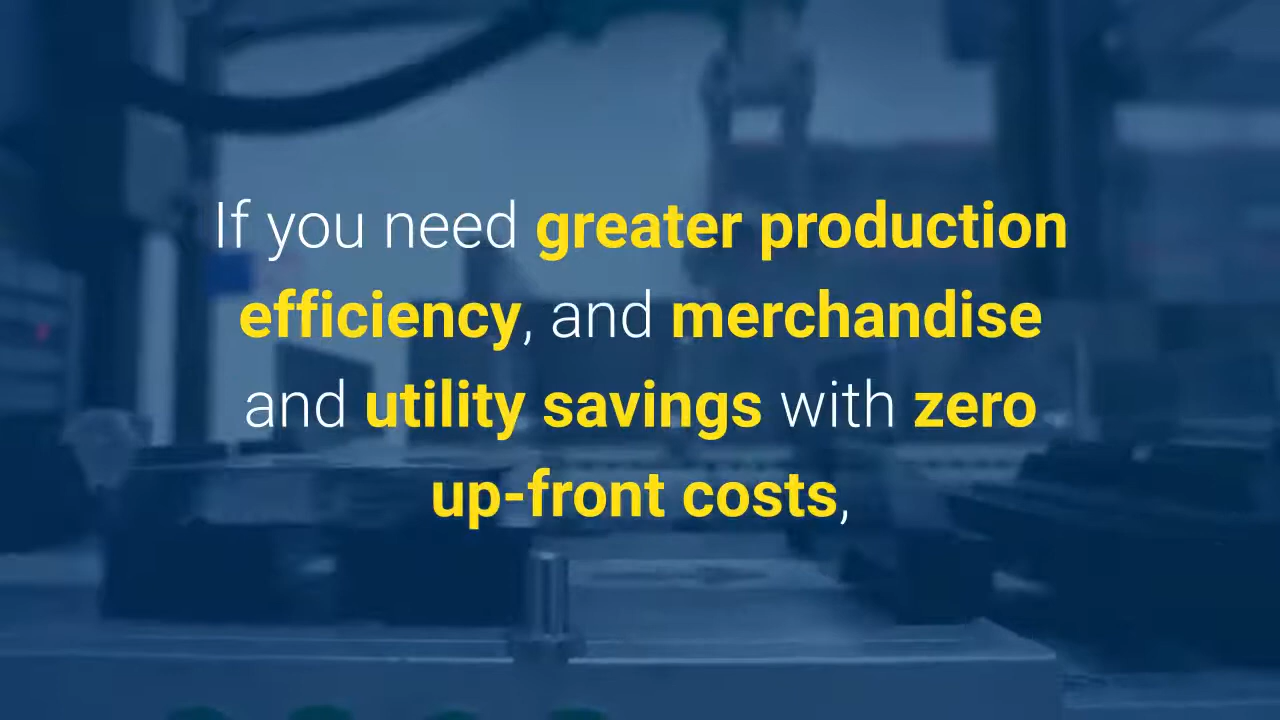 If you need greater production
efficiency, and merchandise
and utility savings with zero
up-front costs,